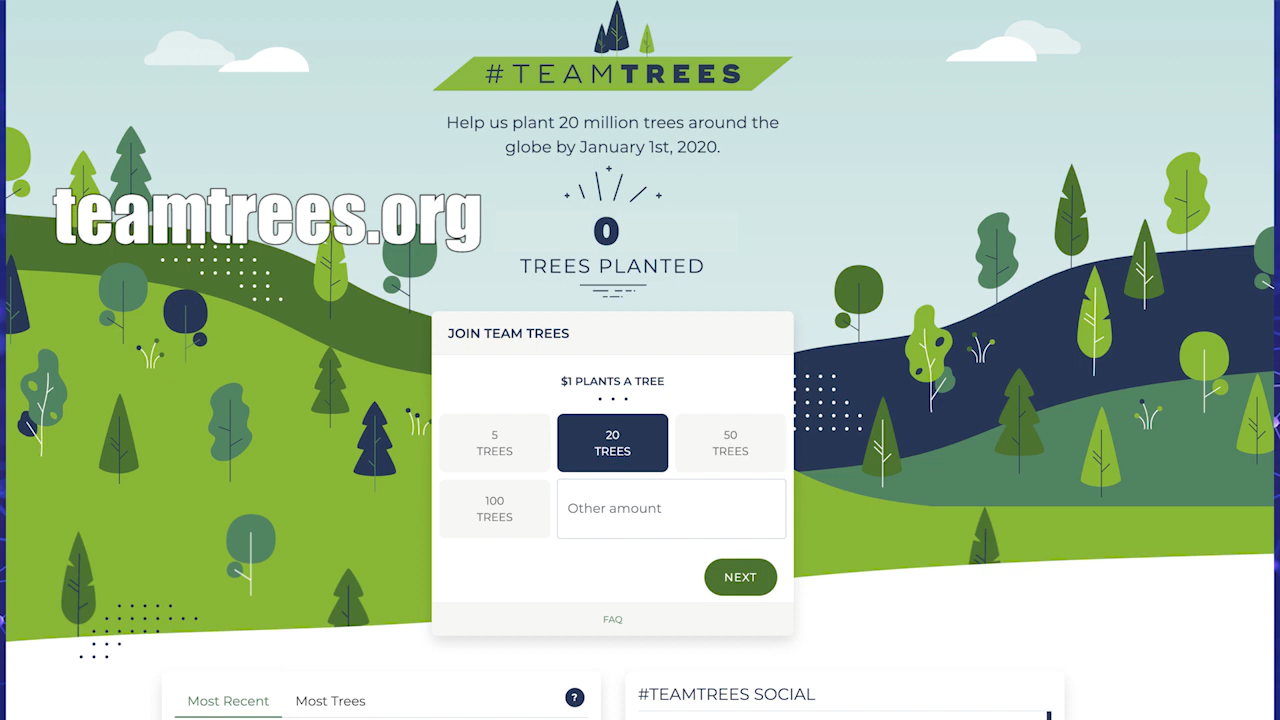 #TEAMTREES
Help us plant 20 million trees around the
globe by January 1st, 2020.
teamtrees.org
0
TREES PLANTED
JOIN TEAM TREES
$1 PLANTS A TREE
5
TREES
20
TREES
50
TREES
100
TREES
Other amount
NEXT
FAQ
Most Recent Most Trees ?
#TEAMTREES SOCIAL